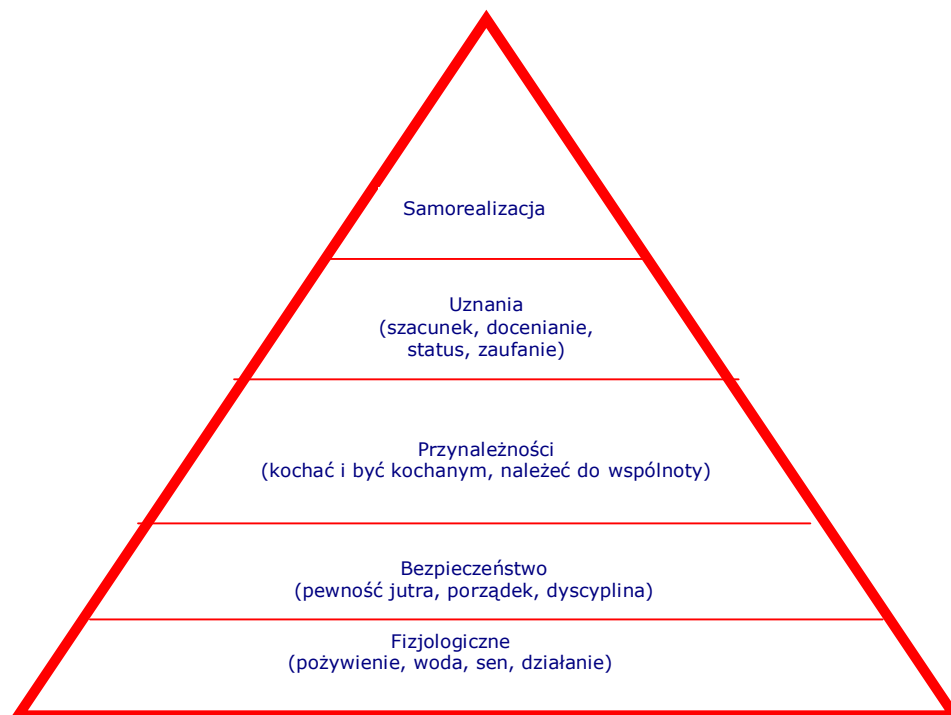 Samorealizacja
Uznania
(szacunek, docenianie,
status, zaufanie)
Przynależności
(kochać i być kochanym, należeć do wspólnoty)
Bezpieczeństwo
(pewność jutra, porządek, dyscyplina)
Fizjologiczne
(pożywienie, woda, sen, działanie)